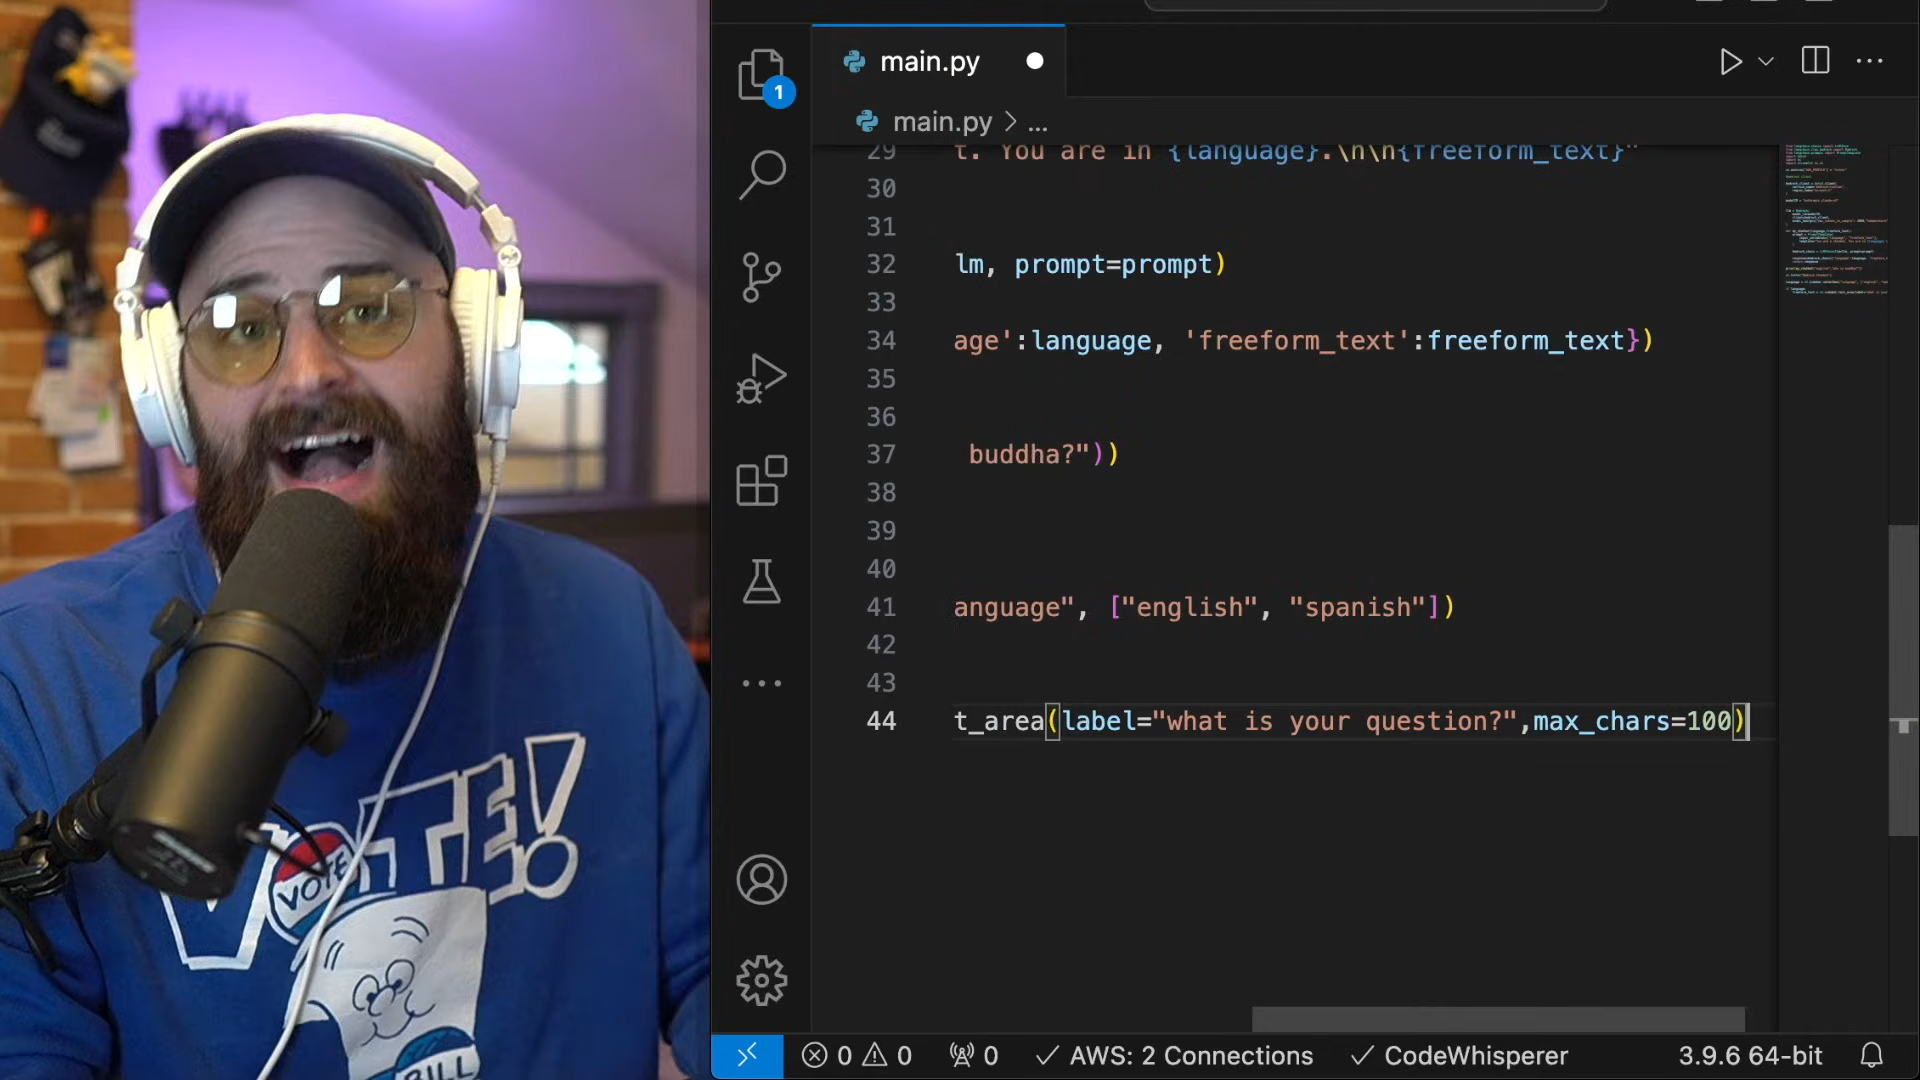 main.py
1
main.py > ...
29 t. You are in {language}.\n\n{freeform_text}"
30
31
32 lm, prompt=prompt)
33
34 age':language, 'freeform_text':freeform_text})
35
36
37 buddha?"))
38
39
40
41 anguage", ["english", "spanish"])
42
43
44 t_area(label="what is your question?",max_chars=100)
0 0 0 AWS: 2 Connections CodeWhisperer 3.9.6 64-bit
VOTE!
VOTE
BILL